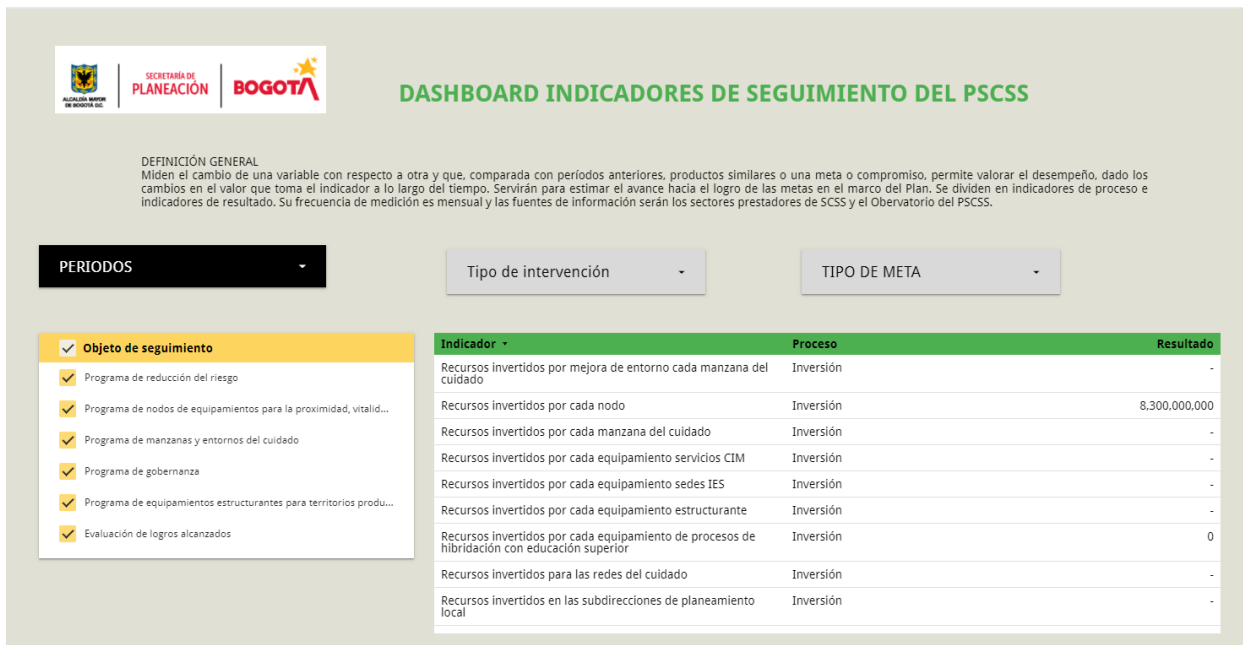 ALCALDÍA MAYOR
DE BOGOTÁ D.C.
SECRETARÍA DE
PLANEACIÓN
BOGOTÁ
DASHBOARD INDICADORES DE SEGUIMIENTO DEL PSCSS
DEFINICIÓN GENERAL
Miden el cambio de una variable con respecto a otra y que, comparada con períodos anteriores, productos similares o una meta o compromiso, permite valorar el desempeño, dado los
cambios en el valor que toma el indicador a lo largo del tiempo. Servirán para estimar el avance hacia el logro de las metas en el marco del Plan. Se dividen en indicadores de proceso e
indicadores de resultado. Su frecuencia de medición es mensual y las fuentes de información serán los sectores prestadores de SCSS y el Obervatorio del PSCSS.
PERIODOS
Tipo de intervención
TIPO DE META
Objeto de seguimiento
Programa de reducción del riesgo
Programa de nodos de equipamientos para la proximidad, vitalid...
Programa de manzanas y entornos del cuidado
Programa de gobernanza
Programa de equipamientos estructurantes para territorios produ...
Evaluación de logros alcanzados
Indicador Proceso Resultado
Recursos invertidos por mejora de entorno cada manzana del Inversión -
cuidado
Recursos invertidos por cada nodo Inversión 8,300,000,000
Recursos invertidos por cada manzana del cuidado Inversión -
Recursos invertidos por cada equipamiento servicios CIM Inversión -
Recursos invertidos por cada equipamiento sedes IES Inversión -
Recursos invertidos por cada equipamiento estructurante Inversión -
Recursos invertidos por cada equipamiento de procesos de Inversión 0
hibridación con educación superior
Recursos invertidos para las redes del cuidado Inversión -
Recursos invertidos en las subdirecciones de planeamiento Inversión -
local